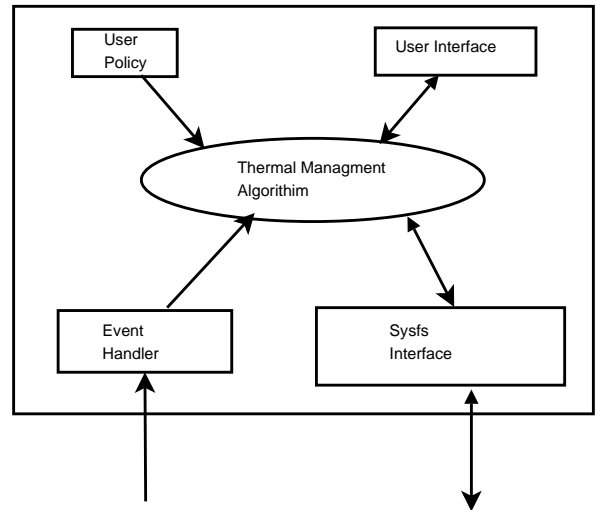 User
Policy
User Interface
Thermal Managment
Algorithim
Event
Handler
Sysfs
Interface